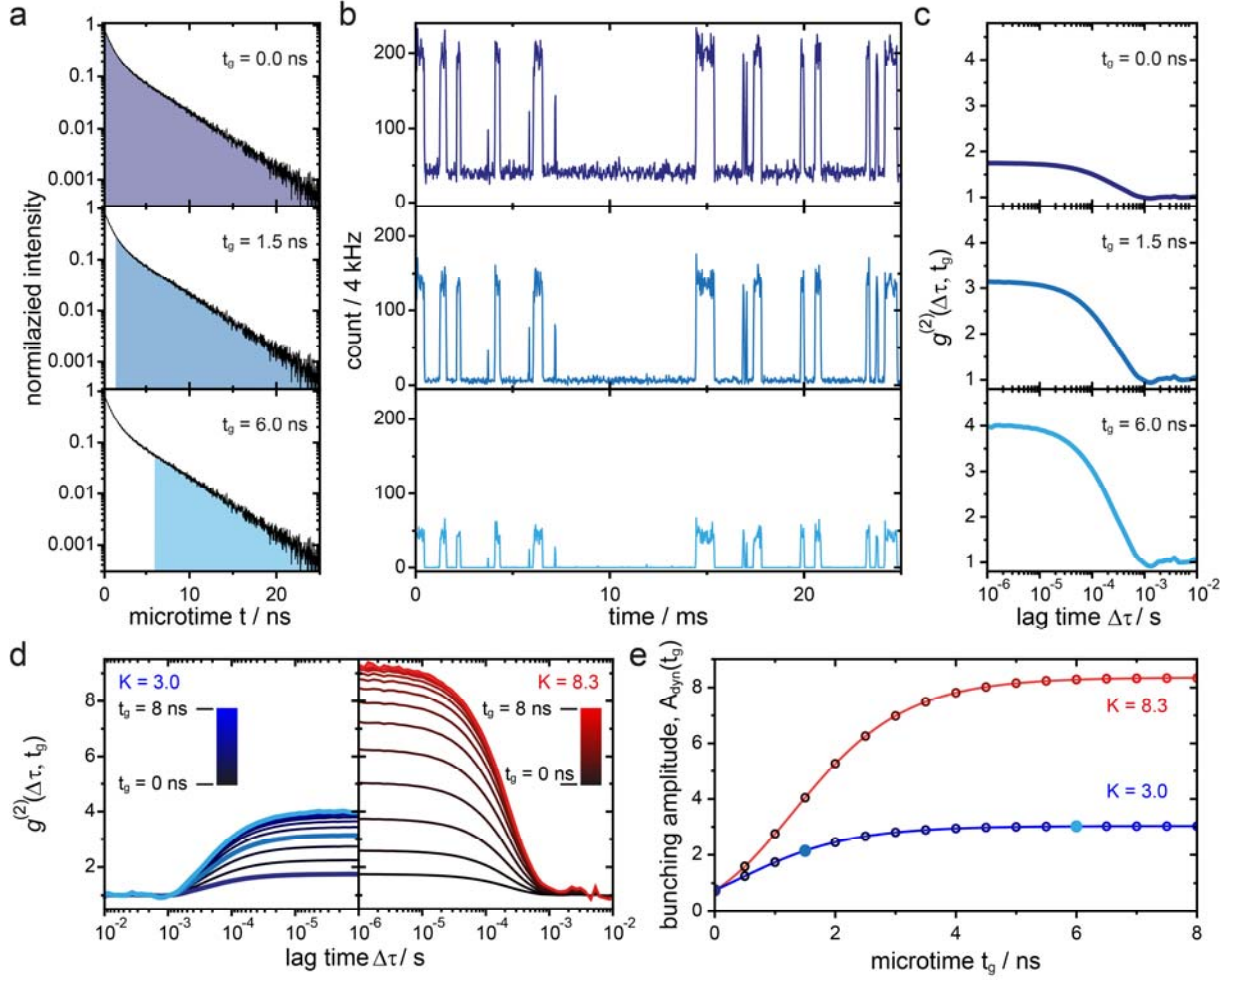 a
b
c
1
0.1
0.01
0.001
t_g = 0.0 ns
1
0.1
0.01
0.001
t_g = 1.5 ns
1
0.1
0.01
0.001
t_g = 6.0 ns
normilazied intensity
0 10 20
microtime t / ns
200
100
0
200
100
0
200
100
0
count / 4 kHz
0 10 20
time / ms
t_g = 0.0 ns
4
3
2
1
t_g = 1.5 ns
4
3
2
1
t_g = 6.0 ns
4
3
2
1
g^(2)(Δτ, t_g)
10^-6 10^-5 10^-4 10^-3 10^-2
lag time Δτ / s
d
e
K = 3.0
t_g = 8 ns
t_g = 0 ns
K = 8.3
t_g = 8 ns
t_g = 0 ns
8
6
4
2
g^(2)(Δτ, t_g)
10^-2 10^-3 10^-4 10^-5 10^-6 10^-5 10^-4 10^-3 10^-2
lag time Δτ / s
bunching amplitude, A_dyn(t_g)
8
6
4
2
0
K = 8.3
K = 3.0
0 2 4 6 8
microtime t_g / ns